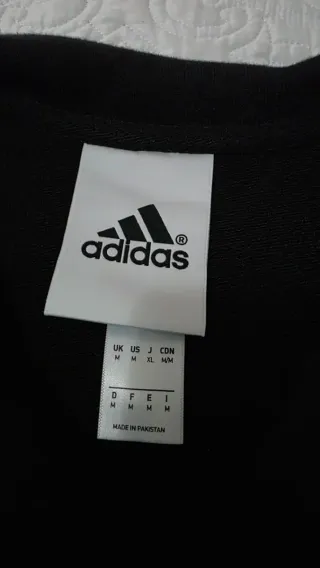 adidas®
UK US J CDN
M M XL M/M
D F E I
M M M M
MADE IN PAKISTAN